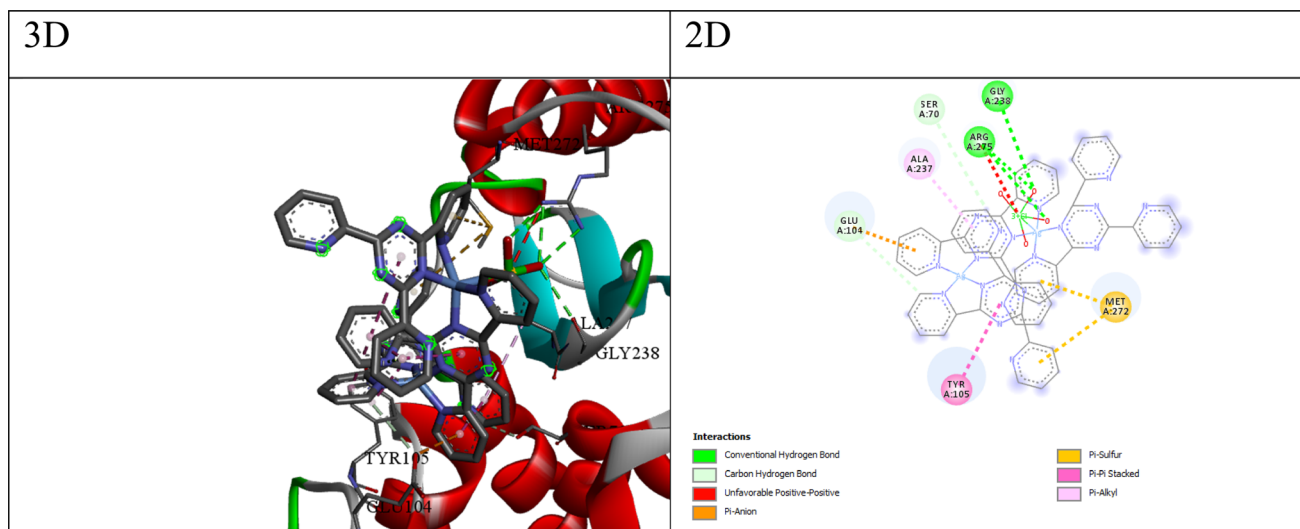 3D
2D
MET272
TYR105
GLU104
GLY238
SER
A:70
GLY
A:238
ARG
A:275
ALA
A:237
GLU
A:104
MET
A:272
TYR
A:105
Interactions
Conventional Hydrogen Bond
Carbon Hydrogen Bond
Unfavorable Positive-Positive
Pi-Anion
Pi-Sulfur
Pi-Pi Stacked
Pi-Alkyl